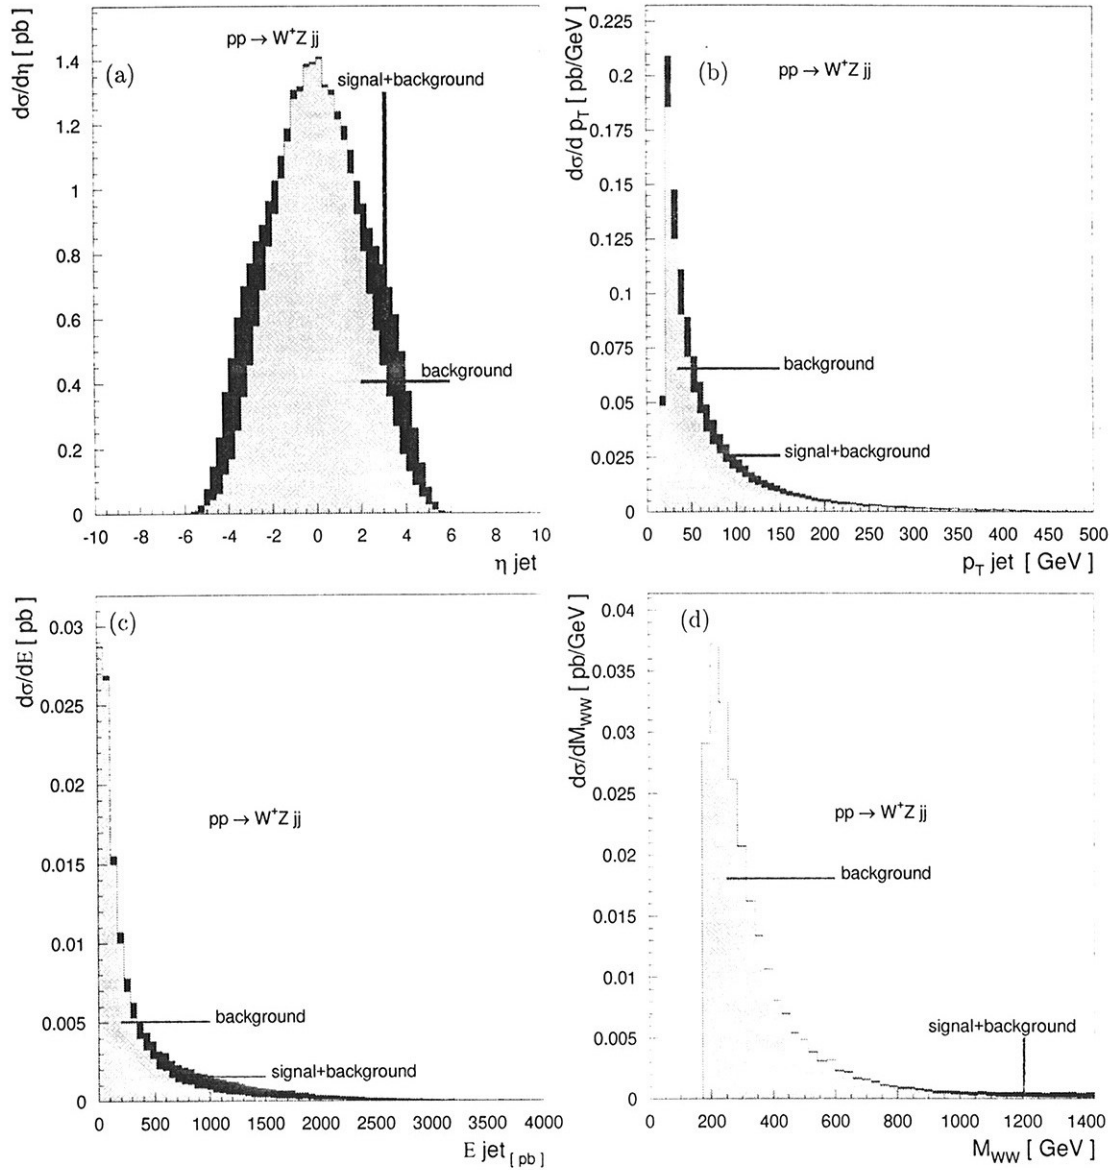 dσ/dη [ pb]
(a)
pp → W⁺Z jj
signal+background
background
1.4
1.2
1
0.8
0.6
0.4
0.2
0
-10 -8 -6 -4 -2 0 2 4 6 8 10
η jet
dσ/d p_T [ pb/GeV]
(b)
pp → W⁺Z jj
background
signal+background
0.225
0.2
0.175
0.15
0.125
0.1
0.075
0.05
0.025
0
0 50 100 150 200 250 300 350 400 450 500
p_T jet [ GeV]
dσ/dE [ pb]
(c)
pp → W⁺Z jj
background
signal+background
0.03
0.025
0.02
0.015
0.01
0.005
0
0 500 1000 1500 2000 2500 3000 3500 4000
E jet [ pb]
dσ/dM_WW [ pb/GeV]
(d)
pp → W⁺Z jj
background
signal+background
0.04
0.035
0.03
0.025
0.02
0.015
0.01
0.005
0
0 200 400 600 800 1000 1200 1400
M_WW [ GeV]